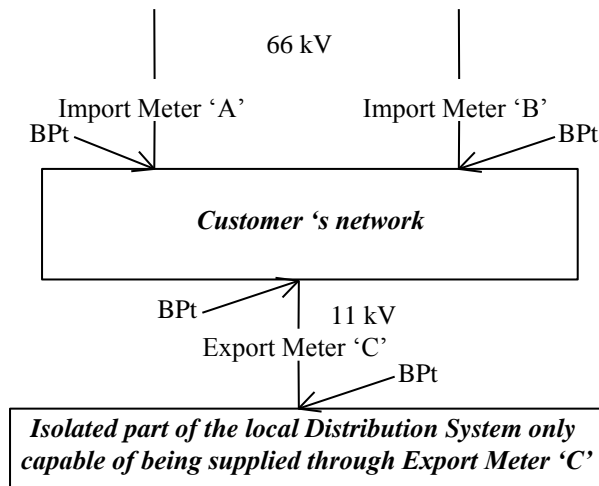 66 kV
Import Meter ‘A’
Import Meter ‘B’
BPt
BPt
Customer ‘s network
BPt
11 kV
Export Meter ‘C’
BPt
Isolated part of the local Distribution System only
capable of being supplied through Export Meter ‘C’